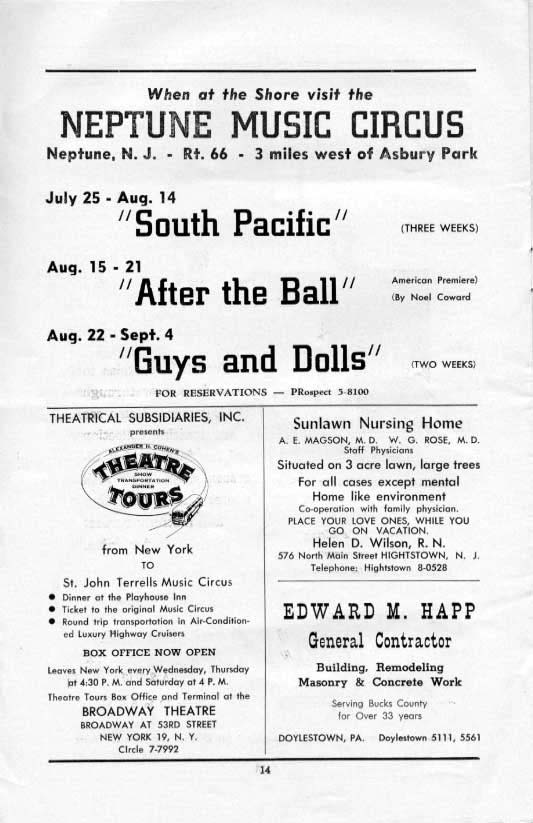 When at the Shore visit the
NEPTUNE MUSIC CIRCUS
Neptune, N. J. - Rt. 66 - 3 miles west of Asbury Park
July 25 - Aug. 14
"South Pacific" (THREE WEEKS)
Aug. 15 - 21
"After the Ball" American Premiere)
(By Noel Coward
Aug. 22 - Sept. 4
"Guys and Dolls" (TWO WEEKS)
FOR RESERVATIONS — PRospect 5-8100
THEATRICAL SUBSIDIARIES, INC.
presents
ALEXANDER H. COHEN'S
THEATRE
SHOW
TRANSPORTATION
DINNER
TOURS
from New York
TO
St. John Terrells Music Circus
● Dinner at the Playhouse Inn
● Ticket to the original Music Circus
● Round trip transportation in Air-Condition-
ed Luxury Highway Cruisers
BOX OFFICE NOW OPEN
Leaves New York every Wednesday, Thursday
at 4:30 P. M. and Saturday at 4 P. M.
Theatre Tours Box Office and Terminal at the
BROADWAY THEATRE
BROADWAY AT 53RD STREET
NEW YORK 19, N. Y.
CIrcle 7-7992
Sunlawn Nursing Home
A. E. MAGSON, M. D. W. G. ROSE, M. D.
Staff Physicians
Situated on 3 acre lawn, large trees
For all cases except mental
Home like environment
Co-operation with family physician.
PLACE YOUR LOVE ONES, WHILE YOU
GO ON VACATION.
Helen D. Wilson, R. N.
576 North Main Street HIGHTSTOWN, N. J.
Telephone: Hightstown 8-0528
EDWARD M. HAPP
General Contractor
Building, Remodeling
Masonry & Concrete Work
Serving Bucks County
for Over 33 years
DOYLESTOWN, PA. Doylestown 5111, 5561
14